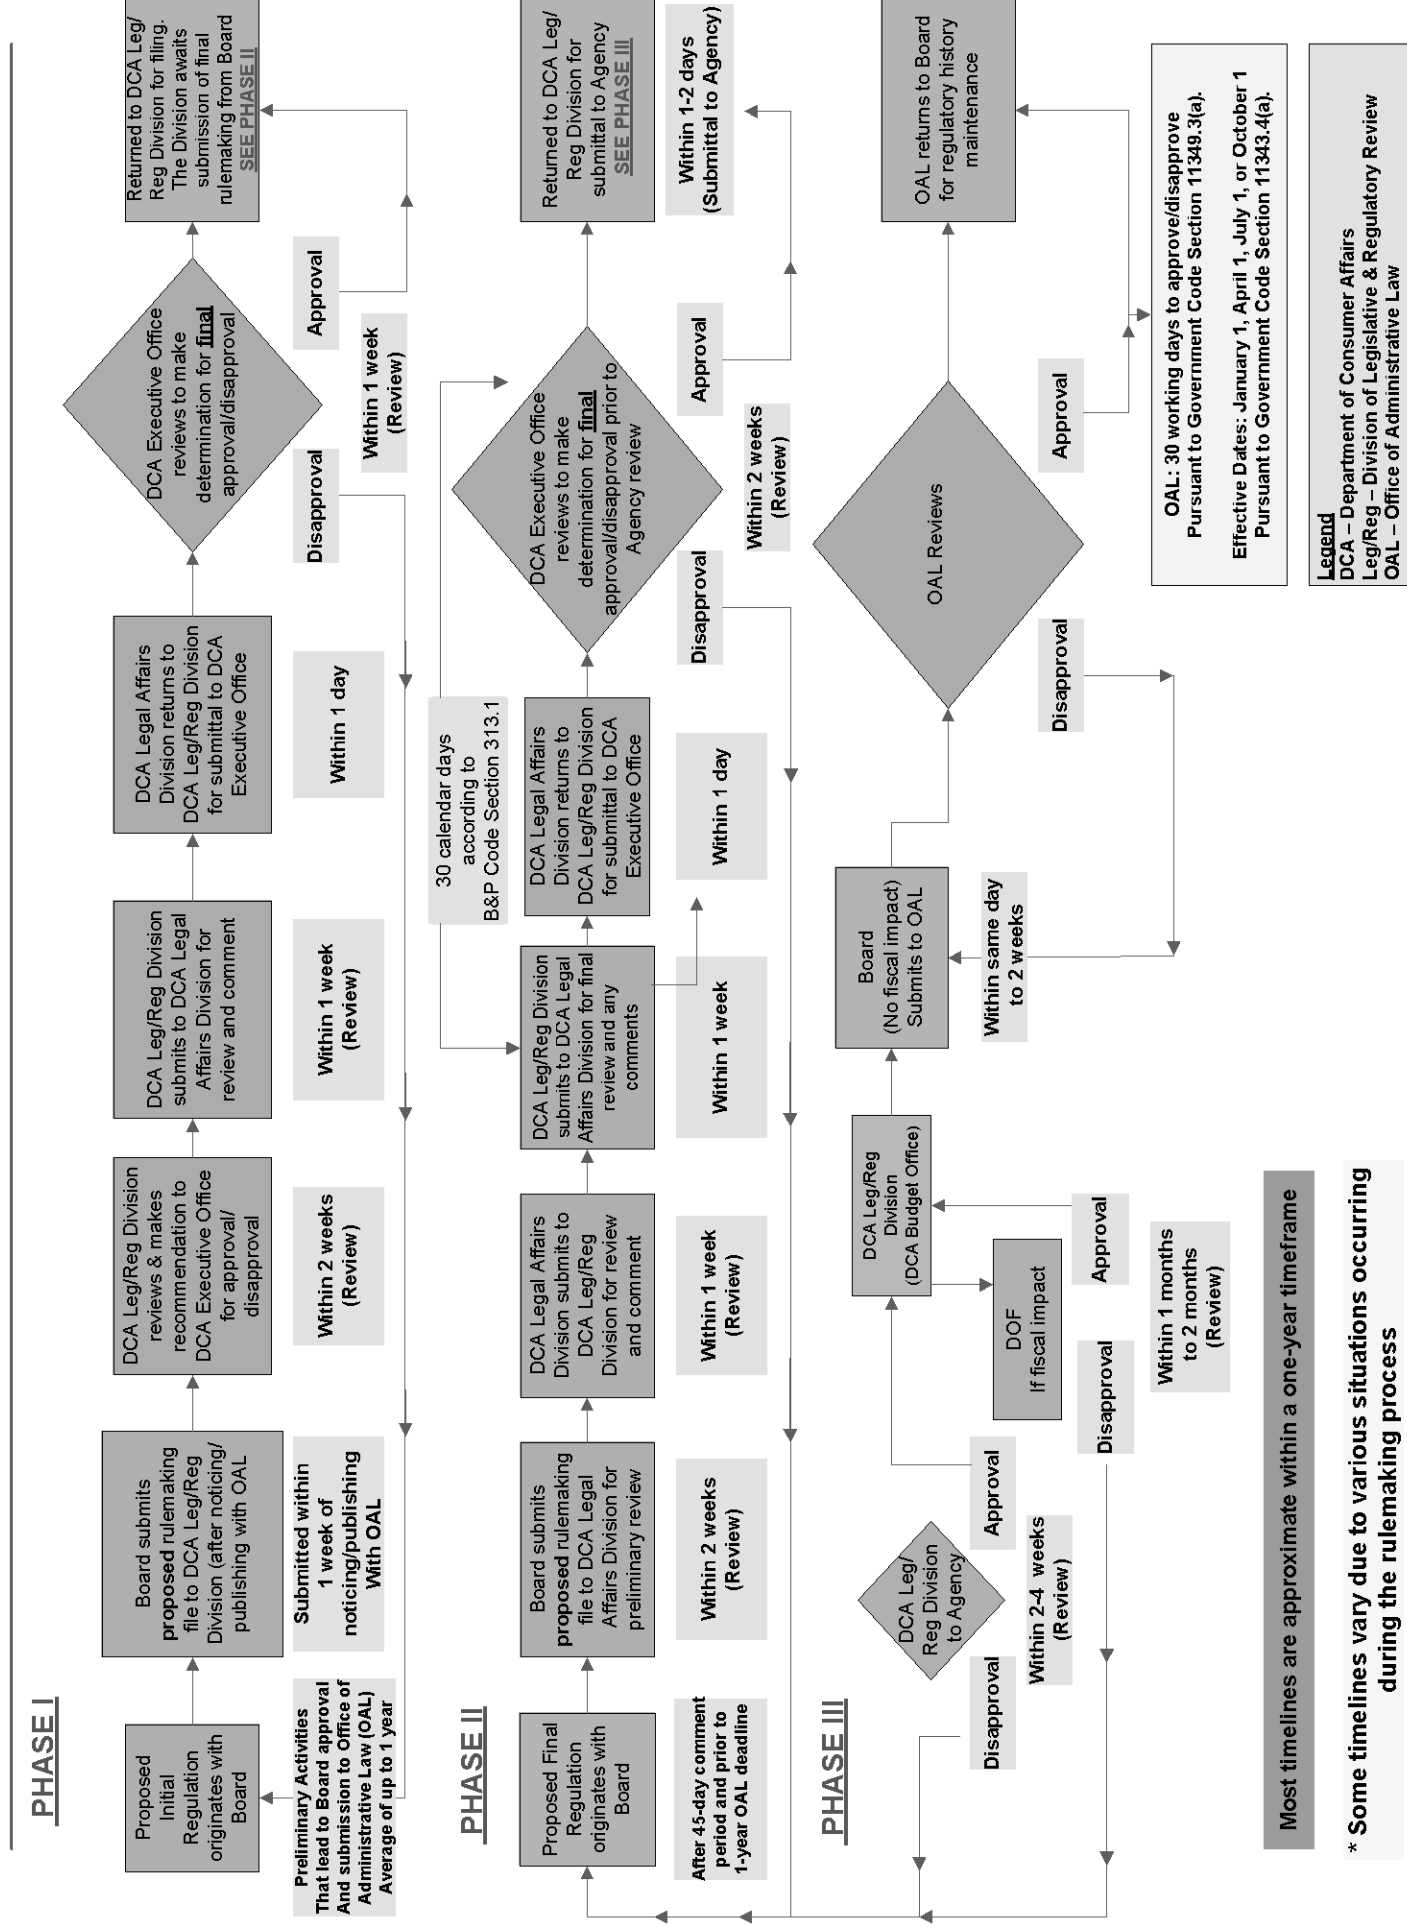 PHASE I
Proposed
Initial
Regulation
originates with
Board
Preliminary Activities
That lead to Board approval
And submission to Office of
Administrative Law (OAL)
Average of up to 1 year
Board submits
proposed rulemaking
file to DCA Leg/Reg
Division (after noticing/
publishing with OAL
Submitted within
1 week of
noticing/publishing
With OAL
DCA Leg/Reg Division
reviews & makes
recommendation to
DCA Executive Office
for approval/
disapproval
Within 2 weeks
(Review)
DCA Leg/Reg Division
submits to DCA Legal
Affairs Division for
review and comment
Within 1 week
(Review)
DCA Legal Affairs
Division returns to
DCA Leg/Reg Division
for submittal to DCA
Executive Office
Within 1 day
DCA Executive Office
reviews to make
determination for final
approval/disapproval
Disapproval
Approval
Within 1 week
(Review)
Returned to DCA Leg/
Reg Division for filing.
The Division awaits
submission of final
rulemaking from Board
SEE PHASE II
PHASE II
Proposed Final
Regulation
originates with
Board
After 45-day comment
period and prior to
1-year OAL deadline
Board submits
proposed rulemaking
file to DCA Legal
Affairs Division for
preliminary review
Within 2 weeks
(Review)
DCA Legal Affairs
Division submits to
DCA Leg/Reg
Division for review
and comment
Within 1 week
(Review)
DCA Leg/Reg Division
submits to DCA Legal
Affairs Division for final
review and any
comments
Within 1 week
30 calendar days
according to
B&P Code Section 313.1
DCA Legal Affairs
Division returns to
DCA Leg/Reg Division
for submittal to DCA
Executive Office
Within 1 day
DCA Executive Office
reviews to make
determination for final
approval/disapproval prior to
Agency review
Disapproval
Approval
Within 2 weeks
(Review)
Returned to DCA Leg/
Reg Division for
submittal to Agency
SEE PHASE III
Within 1-2 days
(Submittal to Agency)
PHASE III
DCA Leg/
Reg Division
to Agency
Disapproval
Approval
Within 2-4 weeks
(Review)
DCA Leg/Reg
Division
(DCA Budget Office)
DOF
If fiscal impact
Disapproval
Approval
Within 1 months
to 2 months
(Review)
Board
(No fiscal impact)
Submits to OAL
Within same day
to 2 weeks
OAL Reviews
Disapproval
Approval
OAL returns to Board
for regulatory history
maintenance
OAL: 30 working days to approve/disapprove
Pursuant to Government Code Section 11349.3(a).
Effective Dates: January 1, April 1, July 1, or October 1
Pursuant to Government Code Section 11343.4(a).
Most timelines are approximate within a one-year timeframe
* Some timelines vary due to various situations occurring
during the rulemaking process
Legend
DCA – Department of Consumer Affairs
Leg/Reg – Division of Legislative & Regulatory Review
OAL – Office of Administrative Law